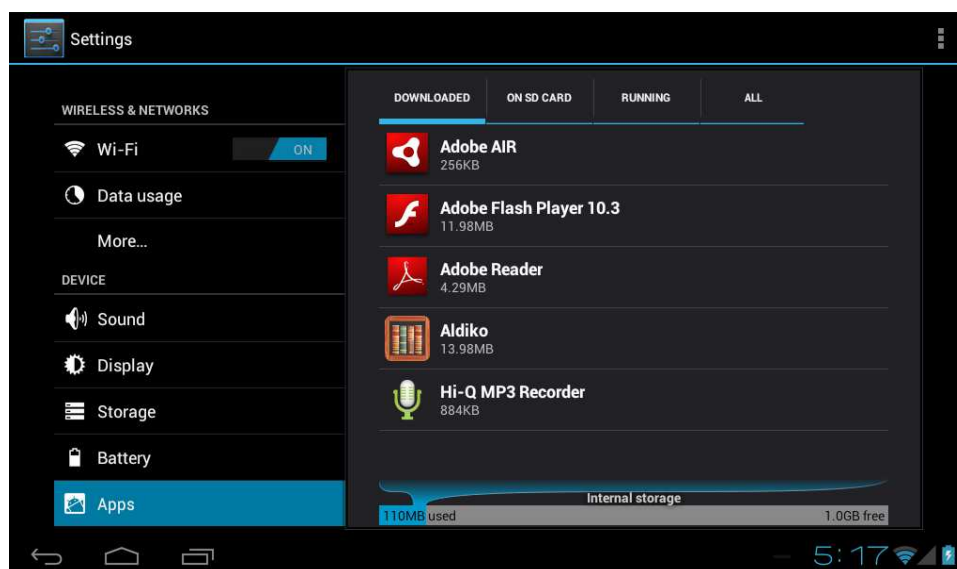 Settings
WIRELESS & NETWORKS
Wi-Fi
ON
Data usage
More...
DEVICE
Sound
Display
Storage
Battery
Apps
DOWNLOADED ON SD CARD RUNNING ALL
Adobe AIR
256KB
Adobe Flash Player 10.3
11.98MB
Adobe Reader
4.29MB
Aldiko
13.98MB
Hi-Q MP3 Recorder
884KB
Internal storage
110MB used 1.0GB free
5:17